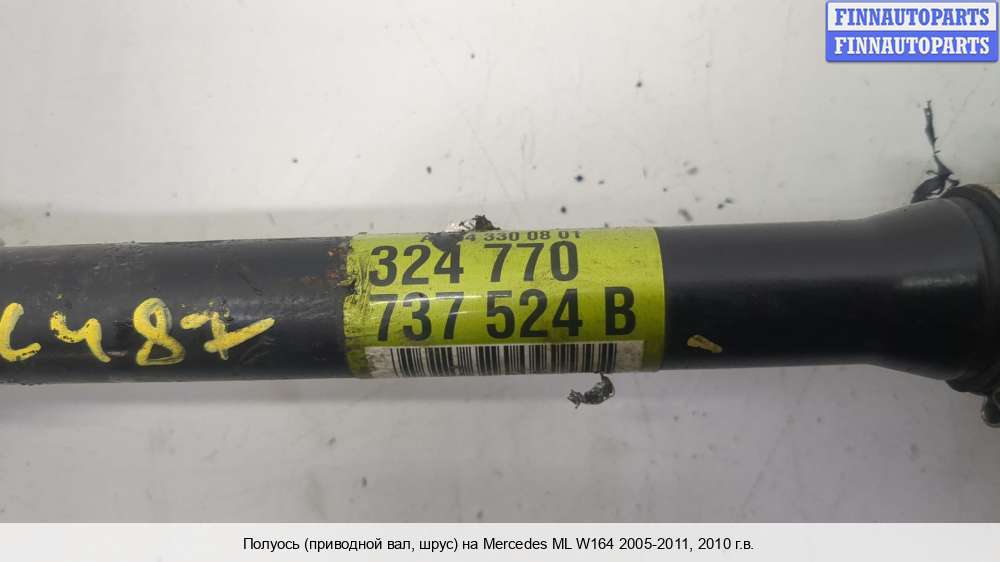 FINNAUTOPARTS
FINNAUTOPARTS
330 08 01
324 770
737 524 B
487
Полуось (приводной вал, шрус) на Mercedes ML W164 2005-2011, 2010 г.в.